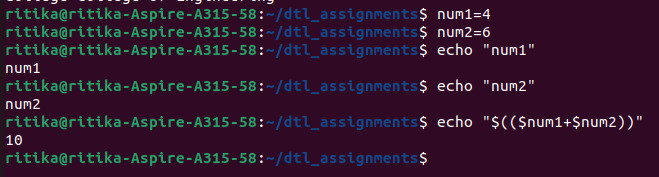 ritika@ritika-Aspire-A315-58:~/dtl_assignments$ num1=4
ritika@ritika-Aspire-A315-58:~/dtl_assignments$ num2=6
ritika@ritika-Aspire-A315-58:~/dtl_assignments$ echo "num1"
num1
ritika@ritika-Aspire-A315-58:~/dtl_assignments$ echo "num2"
num2
ritika@ritika-Aspire-A315-58:~/dtl_assignments$ echo "$(($num1+$num2))"
10
ritika@ritika-Aspire-A315-58:~/dtl_assignments$